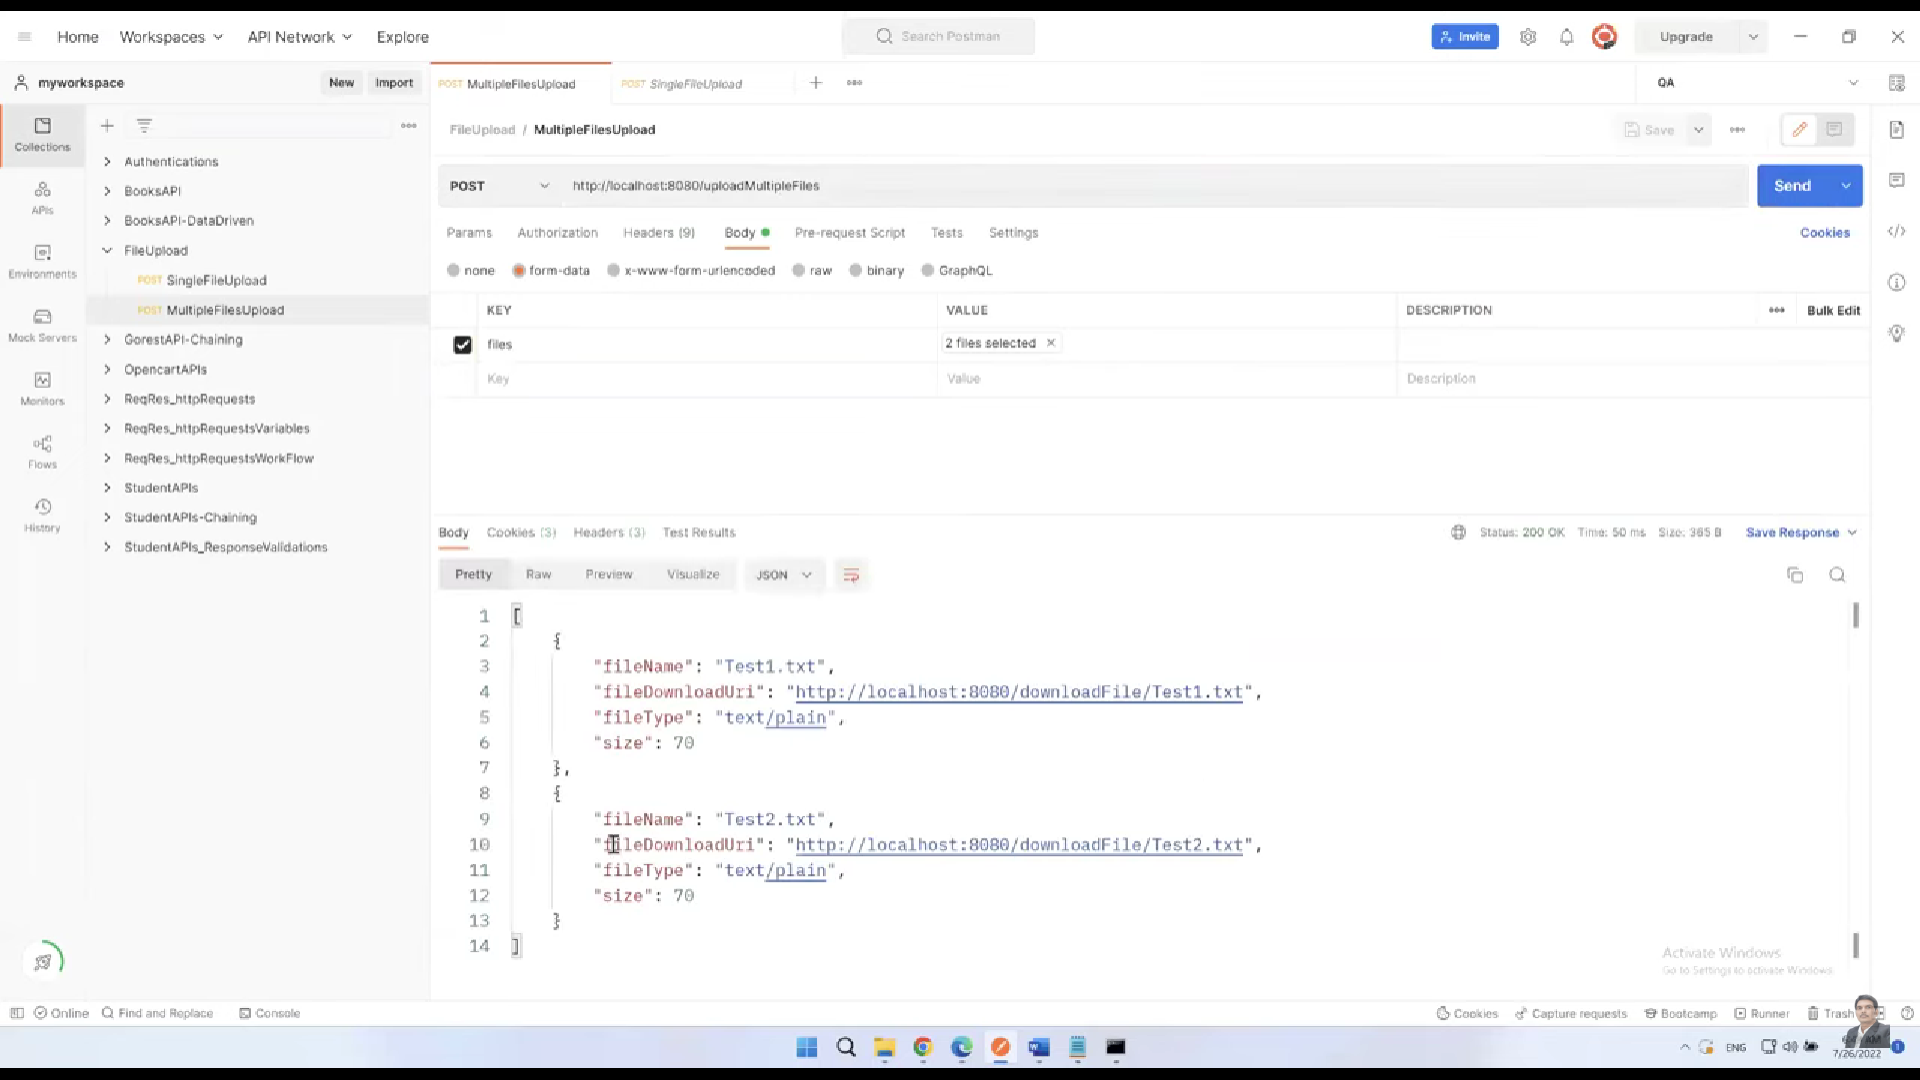 Home Workspaces API Network Explore Search Postman Invite Upgrade
myworkspace New Import POST MultipleFilesUpload POST SingleFileUpload QA
Collections
APIs
Environments
Mock Servers
Monitors
Flows
History
Authentications
BooksAPI
BooksAPI-DataDriven
FileUpload
POST SingleFileUpload
POST MultipleFilesUpload
GorestAPI-Chaining
OpencartAPIs
ReqRes_httpRequests
ReqRes_httpRequestsVariables
ReqRes_httpRequestsWorkFlow
StudentAPIs
StudentAPIs-Chaining
StudentAPIs_ResponseValidations
FileUpload / MultipleFilesUpload Save
POST http://localhost:8080/uploadMultipleFiles Send
Params Authorization Headers (9) Body Pre-request Script Tests Settings Cookies
none form-data x-www-form-urlencoded raw binary GraphQL
KEY VALUE DESCRIPTION Bulk Edit
files 2 files selected
Key Value Description
Body Cookies (3) Headers (3) Test Results Status: 200 OK Time: 50 ms Size: 365 B Save Response
Pretty Raw Preview Visualize JSON
1 [
2 {
3 "fileName": "Test1.txt",
4 "fileDownloadUri": "http://localhost:8080/downloadFile/Test1.txt",
5 "fileType": "text/plain",
6 "size": 70
7 },
8 {
9 "fileName": "Test2.txt",
10 "fileDownloadUri": "http://localhost:8080/downloadFile/Test2.txt",
11 "fileType": "text/plain",
12 "size": 70
13 }
14 ]
Activate Windows
Go to Settings to activate Windows.
Online Find and Replace Console Cookies Capture requests Bootcamp Runner Trash
ENG
7/26/2022 1